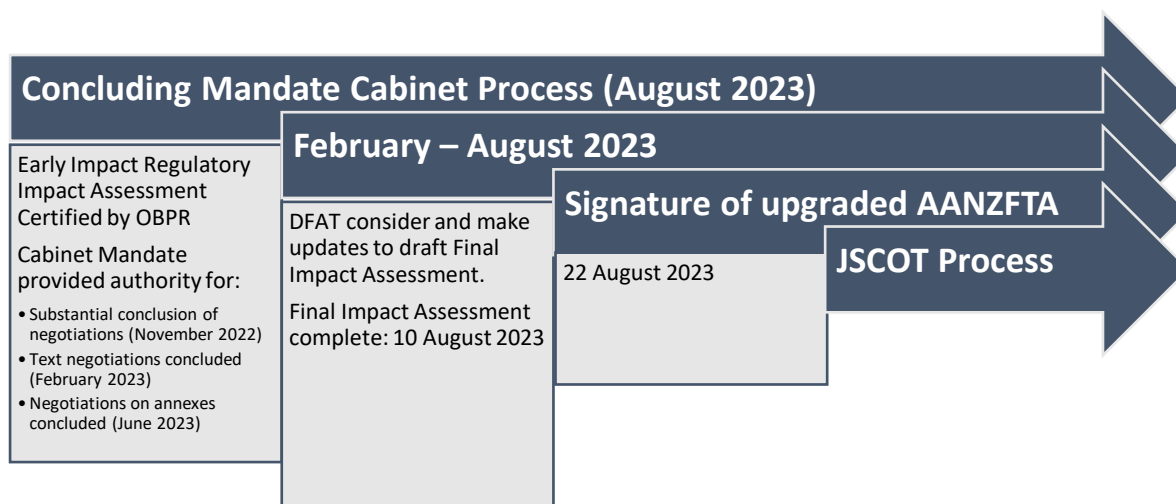 Concluding Mandate Cabinet Process (August 2023)
Early Impact Regulatory
Impact Assessment
Certified by OBPR
Cabinet Mandate
provided authority for:
• Substantial conclusion of
negotiations (November 2022)
• Text negotiations concluded
(February 2023)
• Negotiations on annexes
concluded (June 2023)
February – August 2023
DFAT consider and make
updates to draft Final
Impact Assessment.
Final Impact Assessment
complete: 10 August 2023
Signature of upgraded AANZFTA
22 August 2023
JSCOT Process